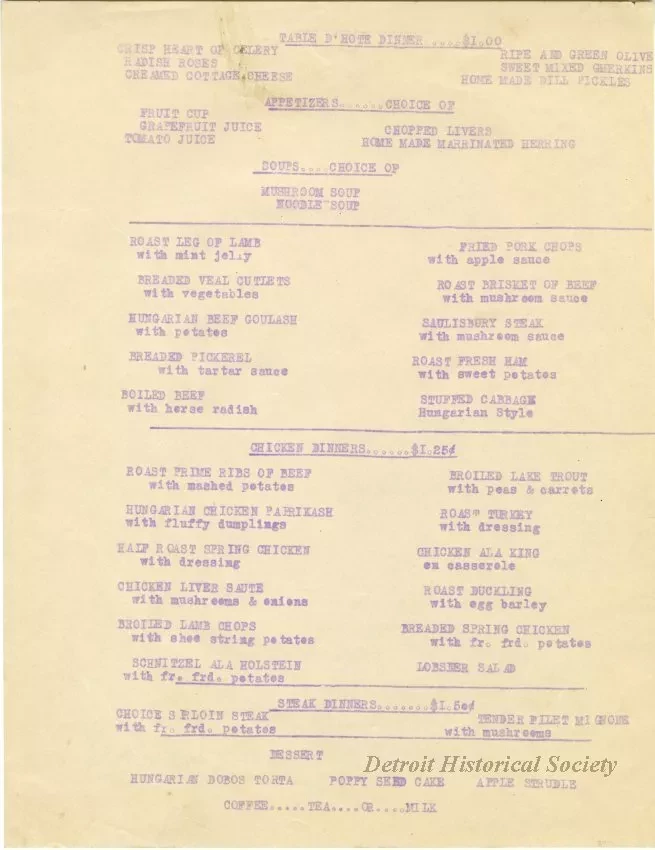 TABLE D'HOTE DINNER....$1.00
CRISP HEART OF CELERY RIPE AND GREEN OLIVE
RADISH ROSES SWEET MIXED GHERKINS
CREAMED COTTAGE CHEESE HOME MADE DILL PICKLES
APPETIZERS......CHOICE OF
FRUIT CUP
GRAPEFRUIT JUICE CHOPPED LIVERS
TOMATO JUICE HOME MADE MARRINATED HERRING
SOUPS....CHOICE OF
MUSHROOM SOUP
NOODLE SOUP
ROAST LEG OF LAMB FRIED PORK CHOPS
with mint jelly with apple sauce
BREADED VEAL CUTLETS ROAST BRISKET OF BEEF
with vegetables with mushroom sauce
HUNGARIAN BEEF GOULASH SAULISBURY STEAK
with potates with mushroom sauce
BREADED PICKEREL ROAST FRESH HAM
with tartar sauce with sweet potates
BOILED BEEF STUFFED CABBAGE
with horse radish Hungarian Style
CHICKEN DINNERS......$1.25¢
ROAST PRIME RIBS OF BEEF BROILED LAKE TROUT
with mashed potates with peas & carrots
HUNGARIAN CHICKEN PAPRIKASH ROAST TURKEY
with fluffy dumplings with dressing
HALF ROAST SPRING CHICKEN CHICKEN ALA KING
with dressing en casserole
CHICKEN LIVER SAUTE ROAST DUCKLING
with mushrooms & onions with egg barley
BROILED LAMB CHOPS BREADED SPRING CHICKEN
with shoe string potates with fr. frd. potates
SCHNITZEL ALA HOLSTEIN LOBSTER SALAD
with fr. frd. potates
STEAK DINNERS.......$1.50¢
CHOICE SIRLOIN STEAK TENDER FILET MIGNONE
with fr. frd. potates with mushrooms
DESSERT
Detroit Historical Society
HUNGARIAN DOBOS TORTA POPPY SEED CAKE APPLE STRUDLE
COFFEE.....TEA....OR....MILK